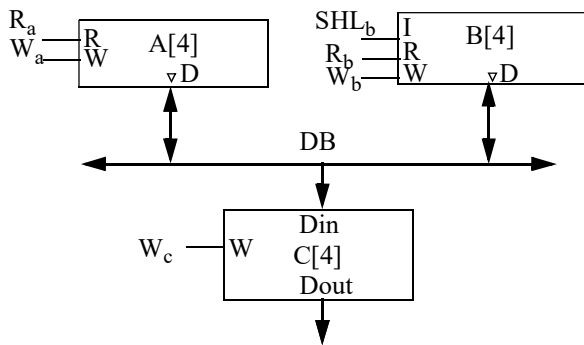 R_a R A[4]
W_a W
▽D
SHL_b I B[4]
R_b R
W_b W
▽D
DB
Din
W_c W C[4]
Dout